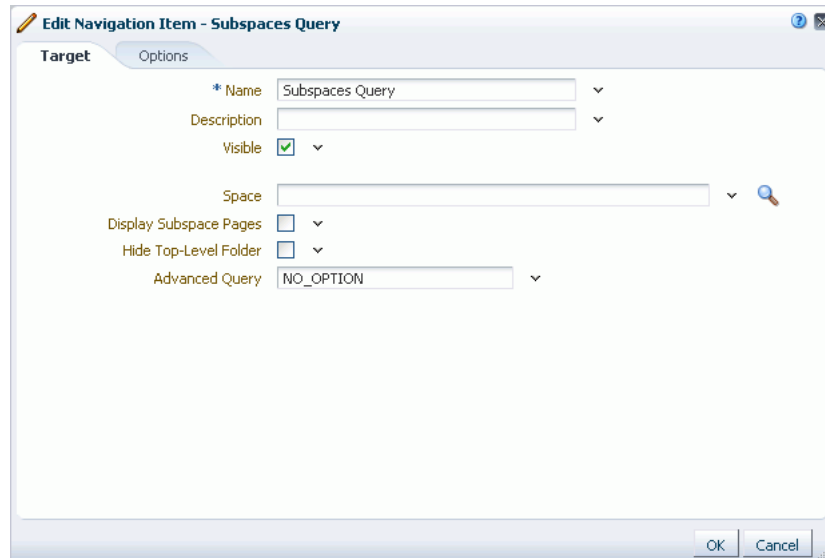 Edit Navigation Item - Subspaces Query
Target Options
* Name Subspaces Query
Description
Visible
Space
Display Subspace Pages
Hide Top-Level Folder
Advanced Query NO_OPTION
OK Cancel